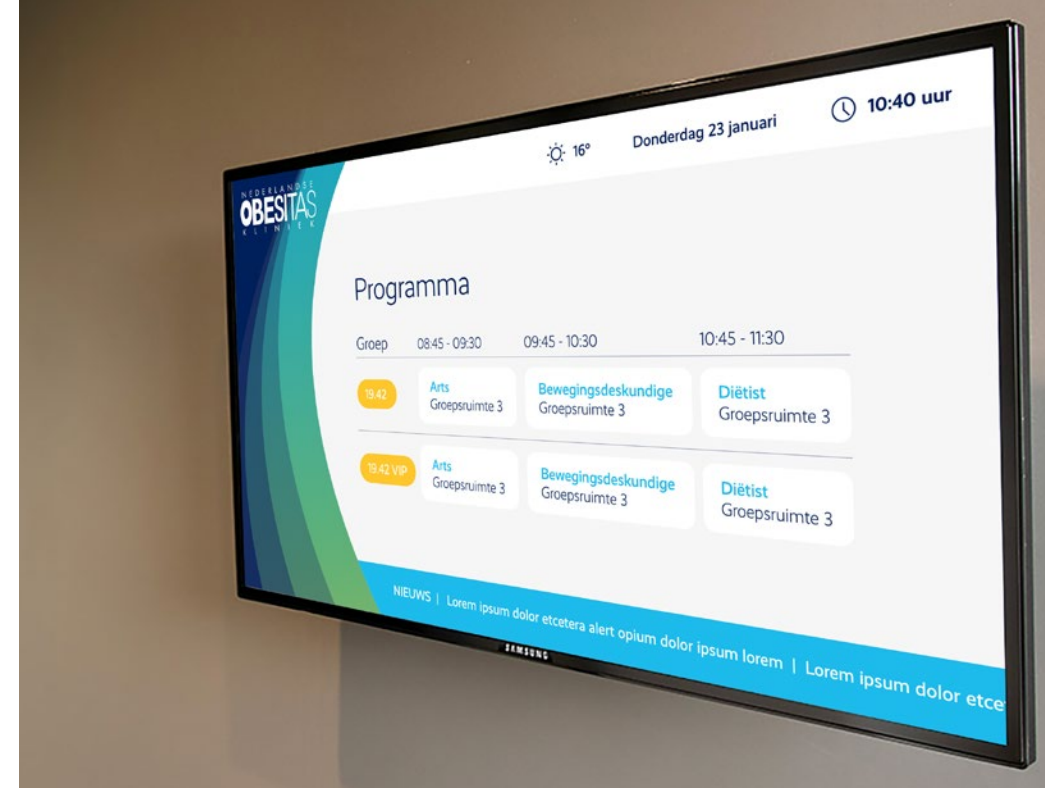 16° Donderdag 23 januari 10:40 uur
NEDERLANDSE
OBESITAS
KLINIEK
Programma
Groep 08:45 - 09:30 09:45 - 10:30 10:45 - 11:30
19.42
Arts
Groepsruimte 3
Bewegingsdeskundige
Groepsruimte 3
Diëtist
Groepsruimte 3
19.42 VIP
Arts
Groepsruimte 3
Bewegingsdeskundige
Groepsruimte 3
Diëtist
Groepsruimte 3
NIEUWS | Lorem ipsum dolor etcetera alert opium dolor ipsum lorem | Lorem ipsum dolor etce
SAMSUNG